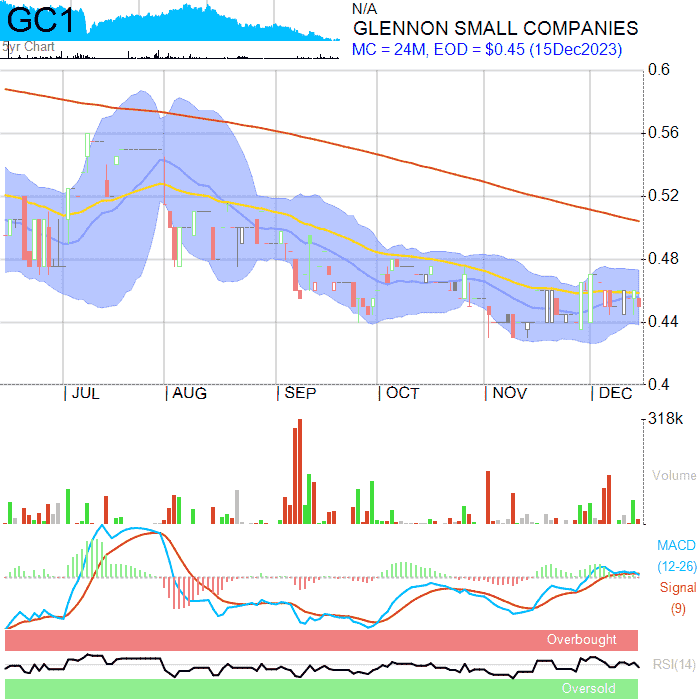 GC1
5yr Chart
N/A
GLENNON SMALL COMPANIES
MC = 24M, EOD = $0.45 (15Dec2023)
0.6
0.56
0.52
0.48
0.44
0.4
JUL AUG SEP OCT NOV DEC
318k
Volume
MACD
(12-26)
Signal
(9)
Overbought
RSI(14)
Oversold